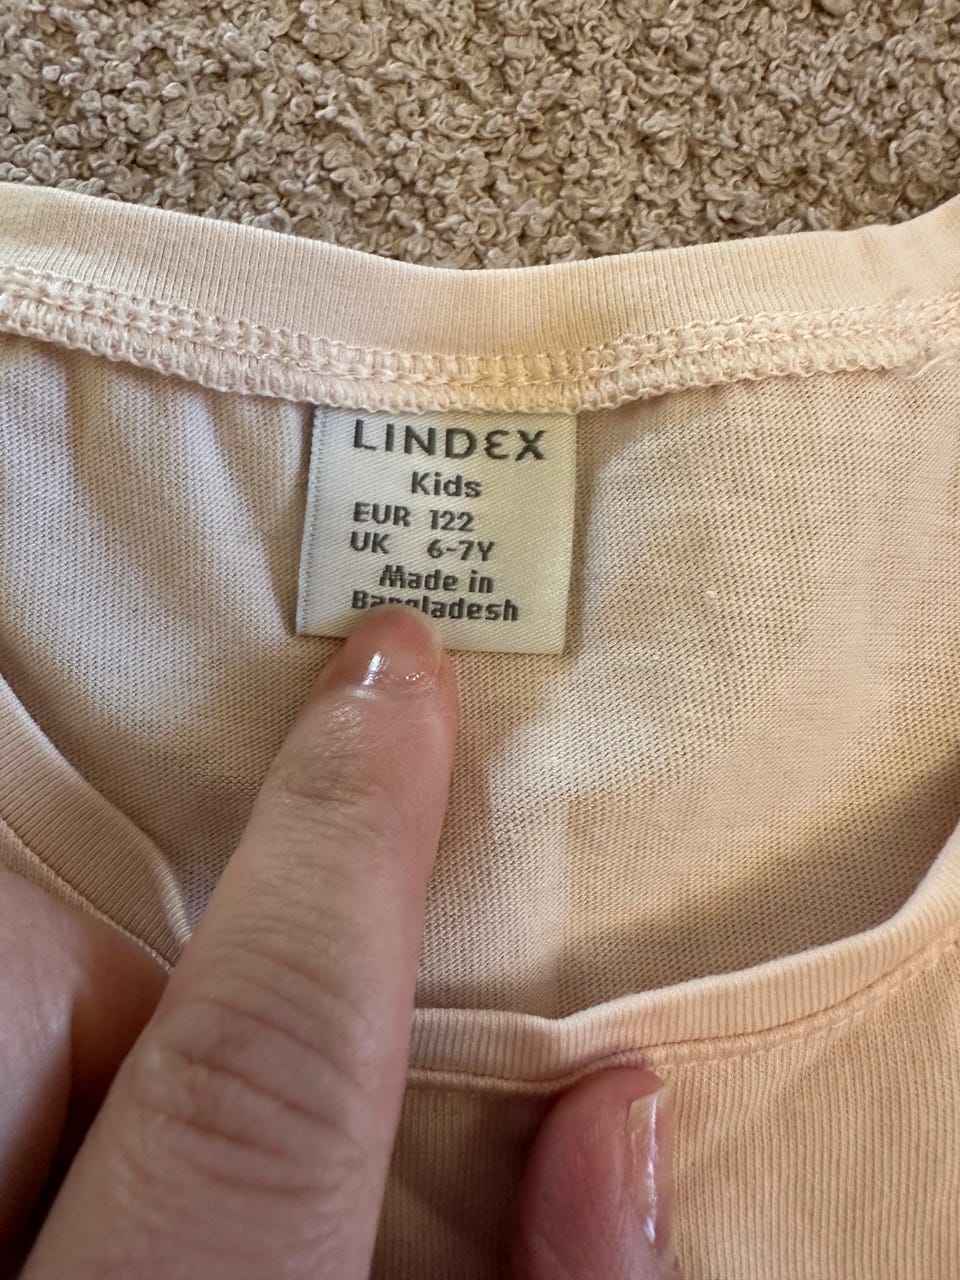 LINDEX
Kids
EUR 122
UK 6-7Y
Made in
Bangladesh